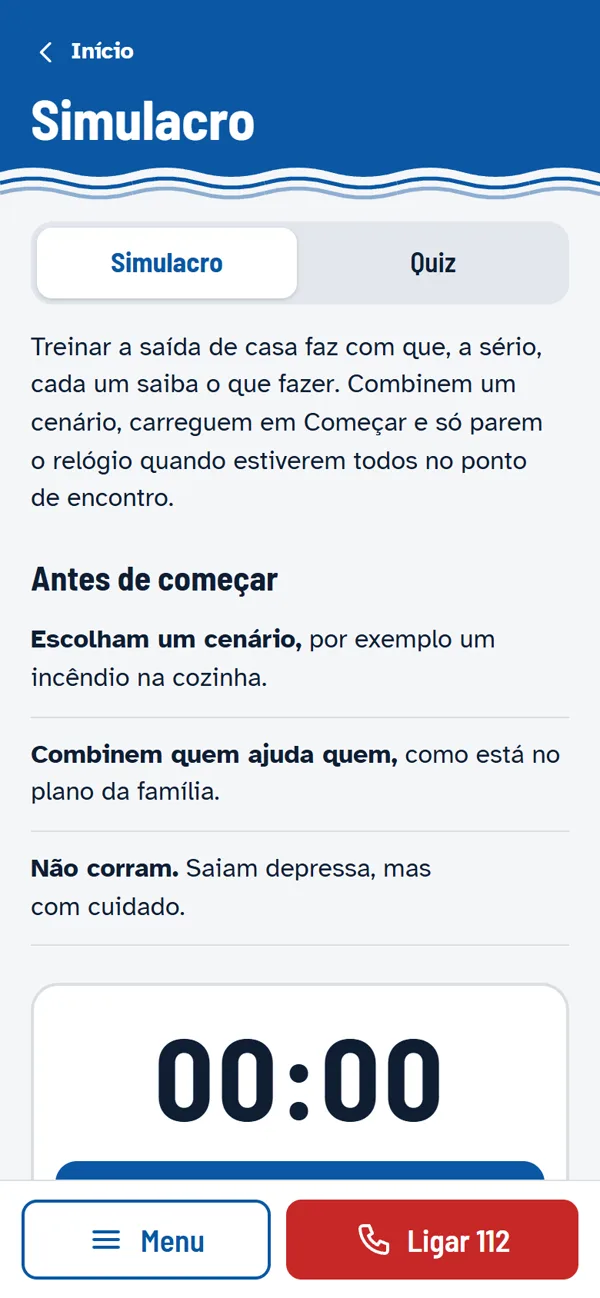 Início
Simulacro
Simulacro
Quiz
Treinar a saída de casa faz com que, a sério,
cada um saiba o que fazer. Combinem um
cenário, carreguem em Começar e só parem
o relógio quando estiverem todos no ponto
de encontro.
Antes de começar
Escolham um cenário, por exemplo um
incêndio na cozinha.
Combinem quem ajuda quem, como está no
plano da família.
Não corram. Saiam depressa, mas
com cuidado.
00:00
Menu
Ligar 112